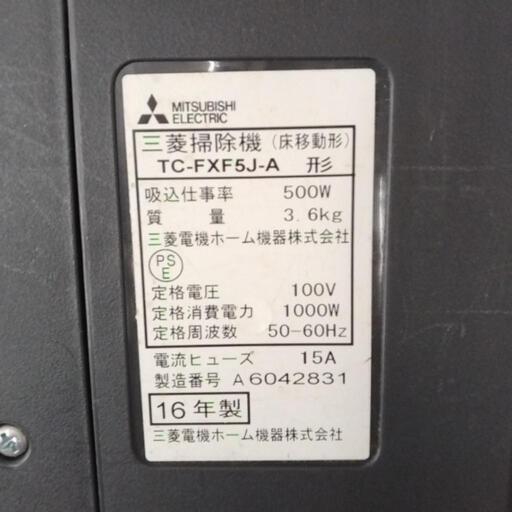 MITSUBISHI
ELECTRIC
三菱掃除機(床移動形)
TC-FXF5J-A 形
吸込仕事率 500W
質量 3.6kg
三菱電機ホーム機器株式会社
PS
E
定格電圧 100V
定格消費電力 1000W
定格周波数 50-60Hz
電流ヒューズ 15A
製造番号 A6042831
16年製
三菱電機ホーム機器株式会社